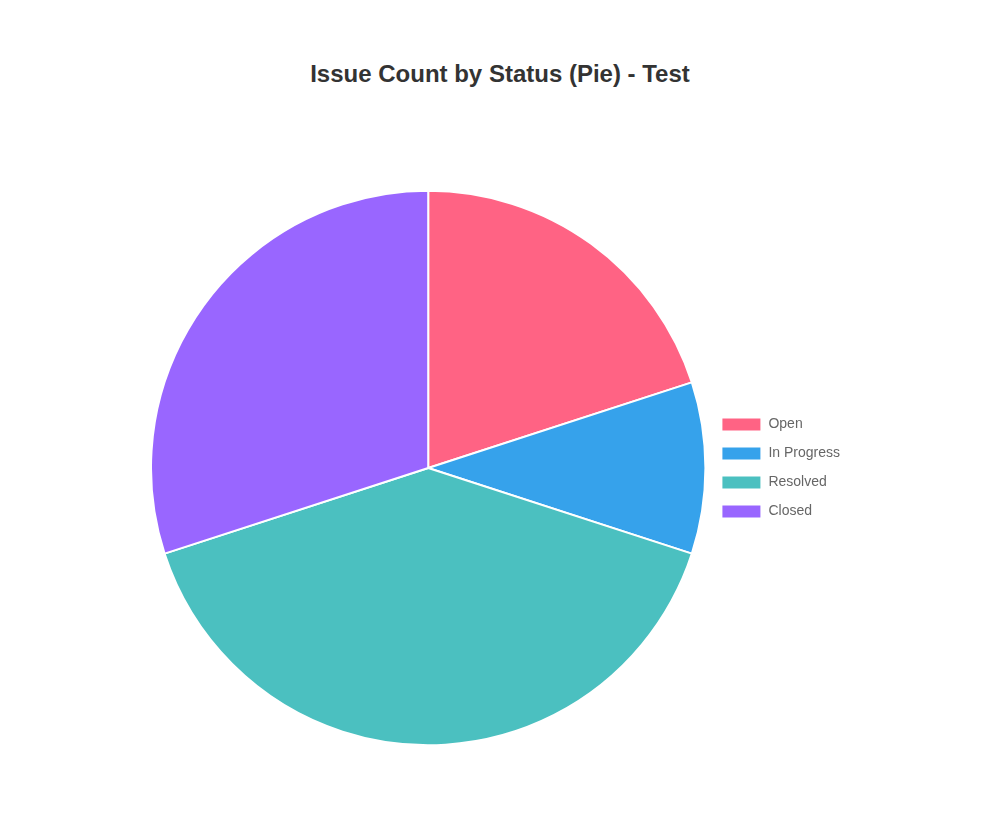 Issue Count by Status (Pie) - Test
Open
In Progress
Resolved
Closed